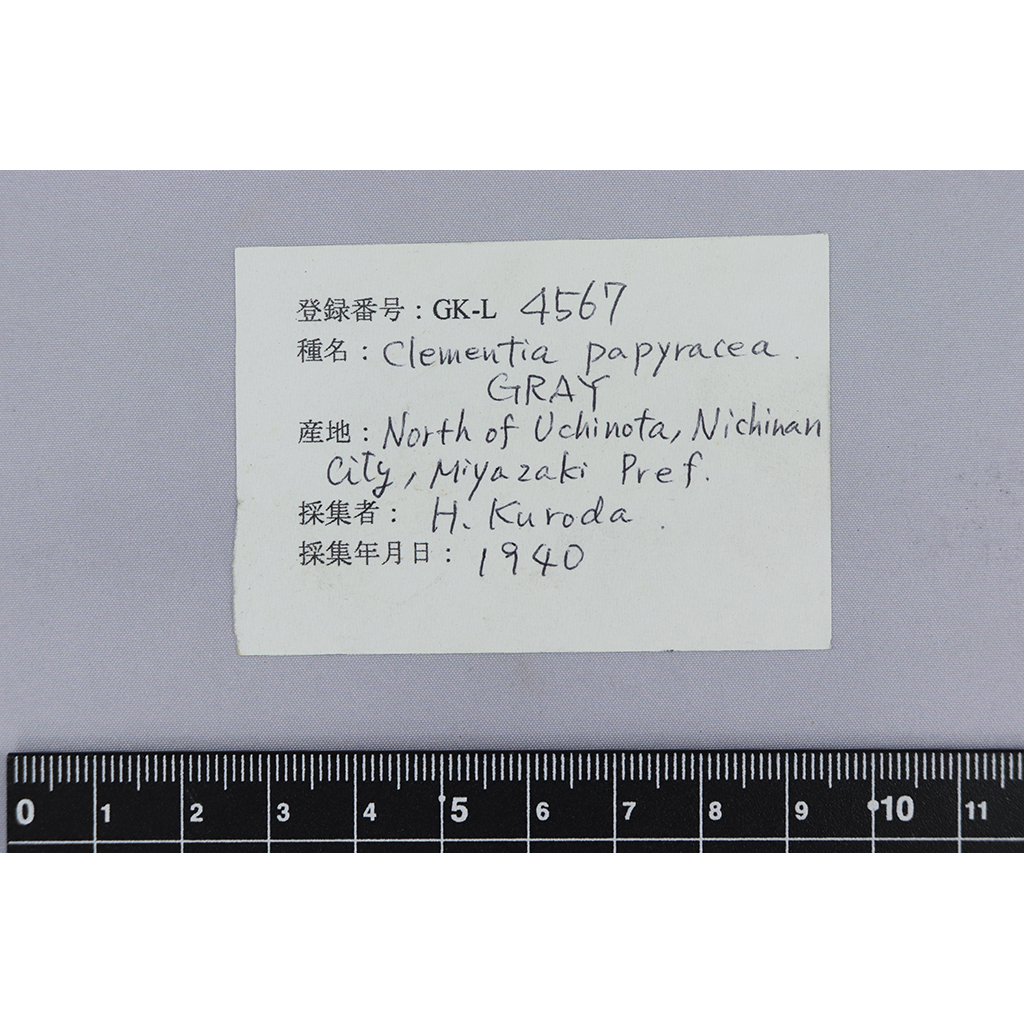 登録番号：GK-L 4567
種名：Clementia papyracea.
GRAY
産地：North of Uchinota, Nichinan
City, Miyazaki Pref.
採集者： H. Kuroda.
採集年月日： 1940
0 1 2 3 4 5 6 7 8 9 10 11